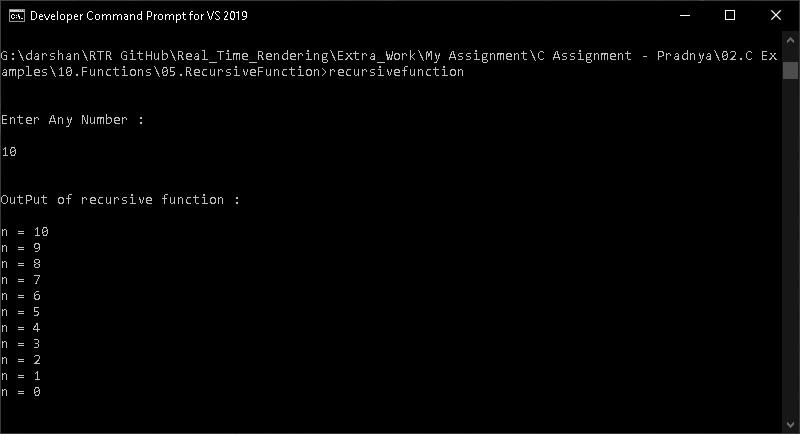 Developer Command Prompt for VS 2019
G:\darshan\RTR GitHub\Real_Time_Rendering\Extra_Work\My Assignment\C Assignment - Pradnya\02.C Ex
amples\10.Functions\05.RecursiveFunction>recursivefunction
Enter Any Number :
10
OutPut of recursive function :
n = 10
n = 9
n = 8
n = 7
n = 6
n = 5
n = 4
n = 3
n = 2
n = 1
n = 0